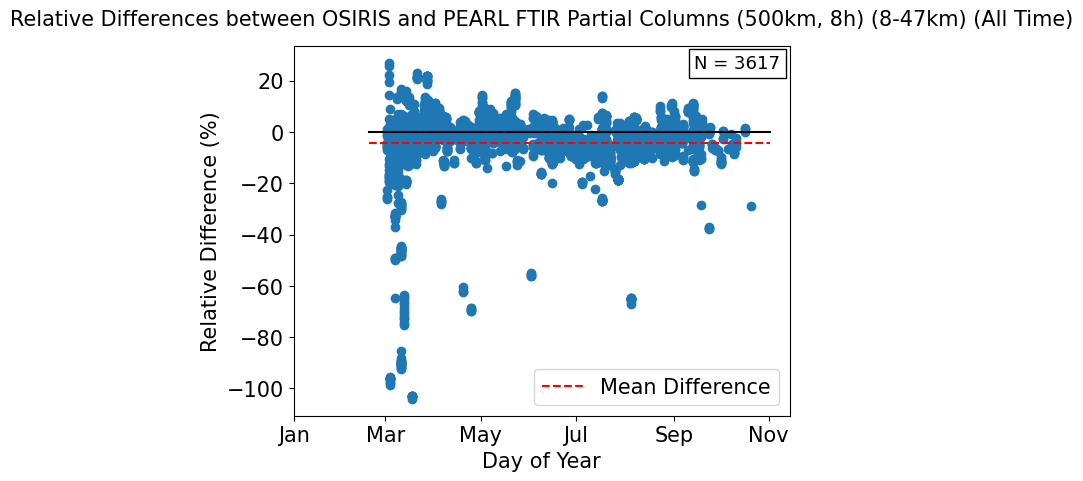 Relative Differences between OSIRIS and PEARL FTIR Partial Columns (500km, 8h) (8-47km) (All Time)
N = 3617
20
0
−20
−40
−60
−80
−100
Relative Difference (%)
Mean Difference
Jan Mar May Jul Sep Nov
Day of Year